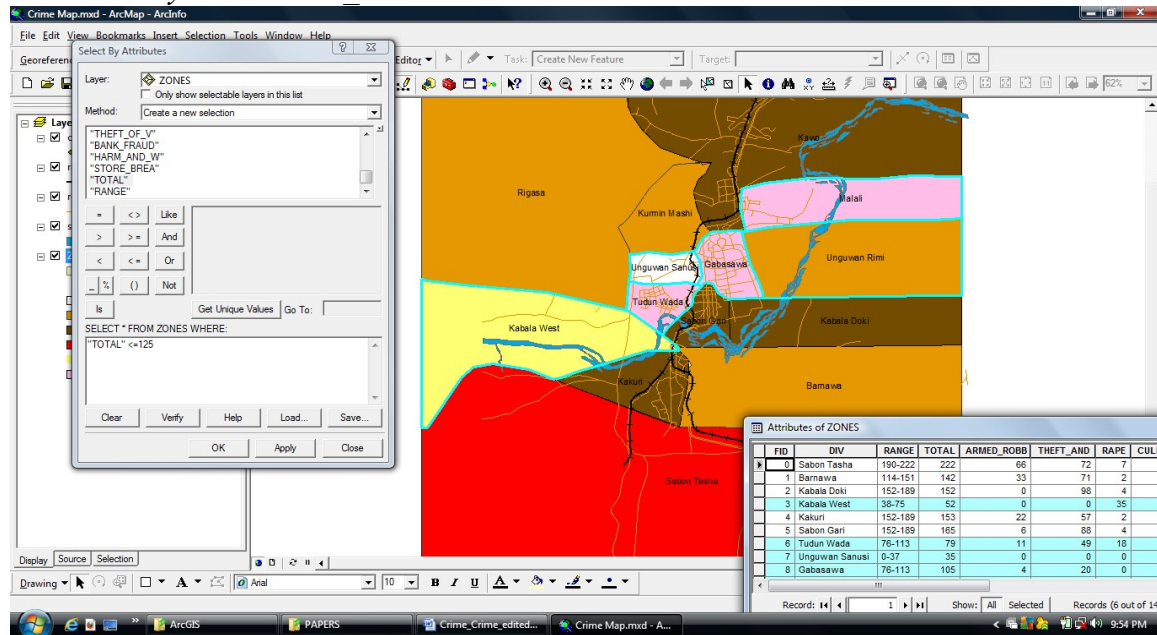 Crime Map.mxd - ArcMap - ArcInfo
File Edit View Bookmarks Insert Selection Tools Window Help
Editor Task: Create New Feature Target:
62%
Select By Attributes
Layer: ZONES
Only show selectable layers in this list
Method: Create a new selection
"THEFT_OF_V"
"BANK_FRAUD"
"HARM_AND_W"
"STORE_BREA"
"TOTAL"
"RANGE"
= <> Like
> >= And
< <= Or
_ % () Not
Is Get Unique Values Go To:
SELECT * FROM ZONES WHERE:
"TOTAL" <=125
Clear Verify Help Load... Save...
OK Apply Close
Kawo
Rigasa
Malali
Kurmin Mashi
Unguwan Rimi
Unguwan Sanusi
Gabasawa
Tudun Wada
Sabon Gari
Kabala Doki
Kabala West
Kakuri
Barnawa
Sabon Tasha
Attributes of ZONES
FID DIV RANGE TOTAL ARMED_ROBB THEFT_AND RAPE CUL
0 Sabon Tasha 190-222 222 66 72 7
1 Barnawa 114-151 142 33 71 2
2 Kabala Doki 152-189 152 0 98 4
3 Kabala West 38-75 52 0 0 35
4 Kakuri 152-189 153 22 57 2
5 Sabon Gari 152-189 165 6 88 4
6 Tudun Wada 76-113 79 11 49 18
7 Unguwan Sanusi 0-37 35 0 0 0
8 Gabasawa 76-113 105 4 20 0
Record: 1 Show: All Selected Records (6 out of 14
Display Source Selection
Drawing A Arial 10 B I U A
ArcGIS PAPERS Crime_Crime_edited... Crime Map.mxd - A... 9:54 PM